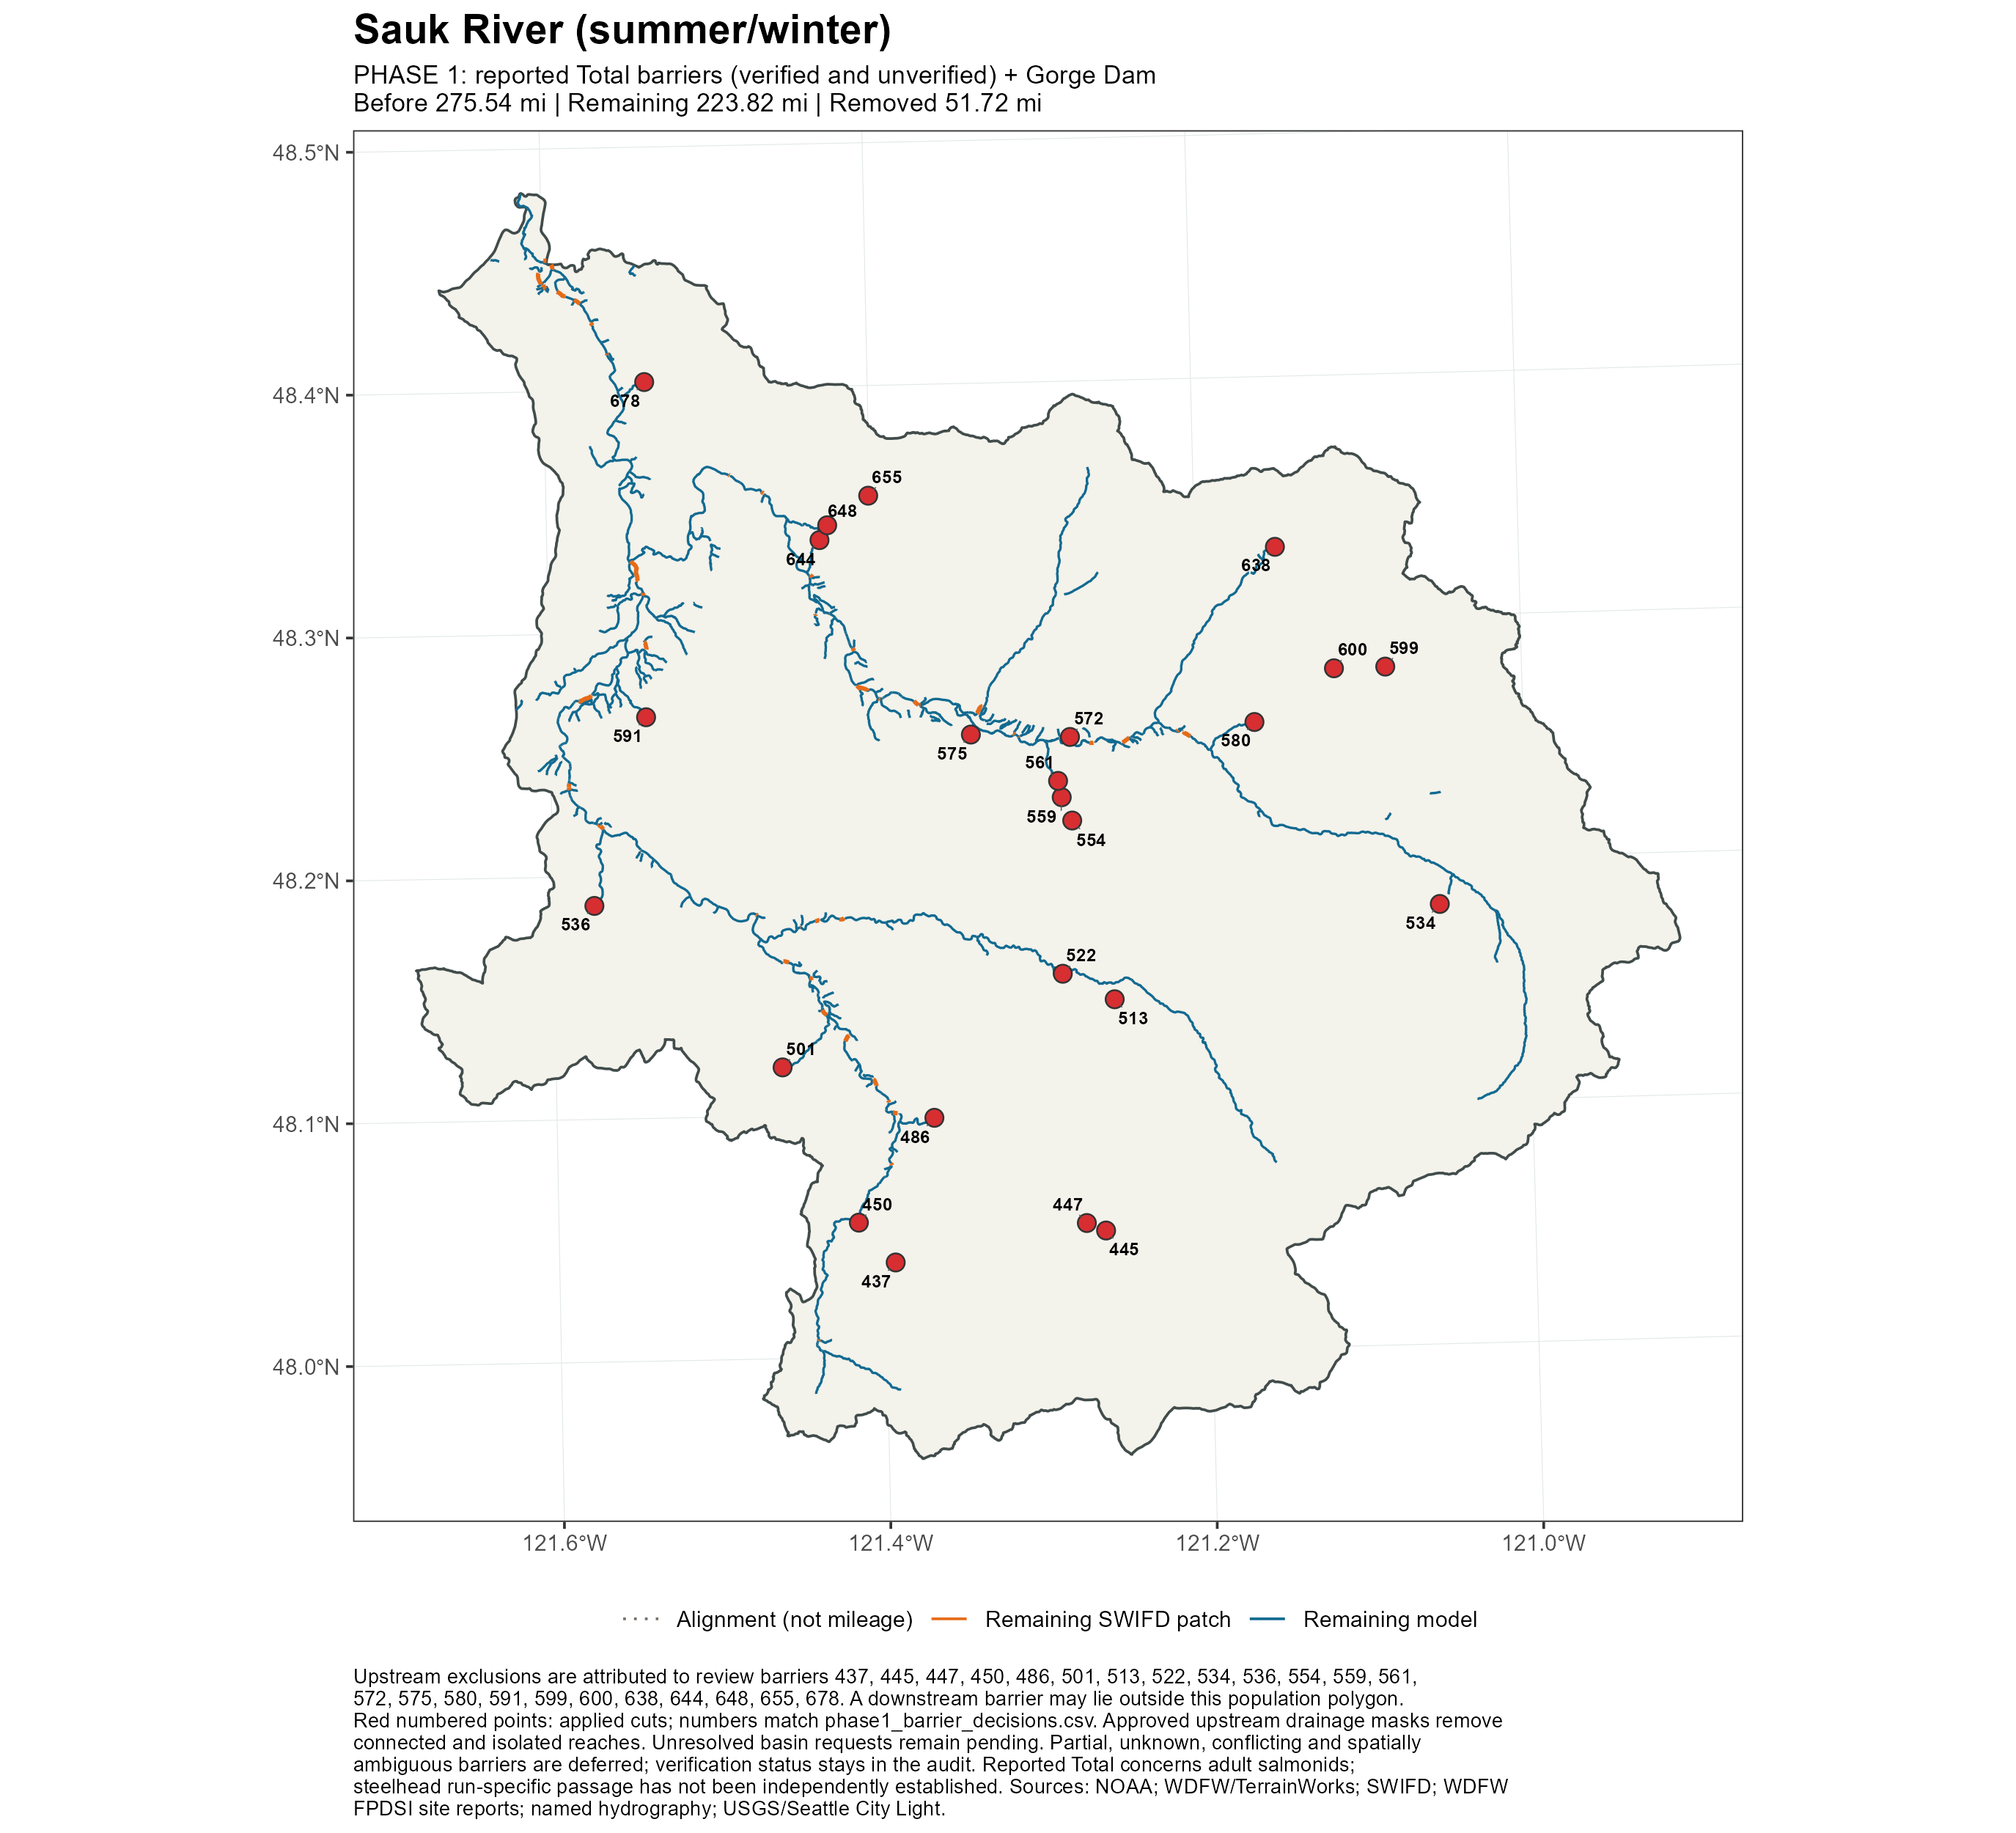 Sauk River (summer/winter)
PHASE 1: reported Total barriers (verified and unverified) + Gorge Dam
Before 275.54 mi | Remaining 223.82 mi | Removed 51.72 mi
48.5°N
48.4°N
48.3°N
48.2°N
48.1°N
48.0°N
678
655
648
644
638
600
599
591
572
575
580
561
559
554
536
534
522
513
501
486
450
447
445
437
121.6°W
121.4°W
121.2°W
121.0°W
Alignment (not mileage)
Remaining SWIFD patch
Remaining model
Upstream exclusions are attributed to review barriers 437, 445, 447, 450, 486, 501, 513, 522, 534, 536, 554, 559, 561,
572, 575, 580, 591, 599, 600, 638, 644, 648, 655, 678. A downstream barrier may lie outside this population polygon.
Red numbered points: applied cuts; numbers match phase1_barrier_decisions.csv. Approved upstream drainage masks remove
connected and isolated reaches. Unresolved basin requests remain pending. Partial, unknown, conflicting and spatially
ambiguous barriers are deferred; verification status stays in the audit. Reported Total concerns adult salmonids;
steelhead run-specific passage has not been independently established. Sources: NOAA; WDFW/TerrainWorks; SWIFD; WDFW
FPDSI site reports; named hydrography; USGS/Seattle City Light.